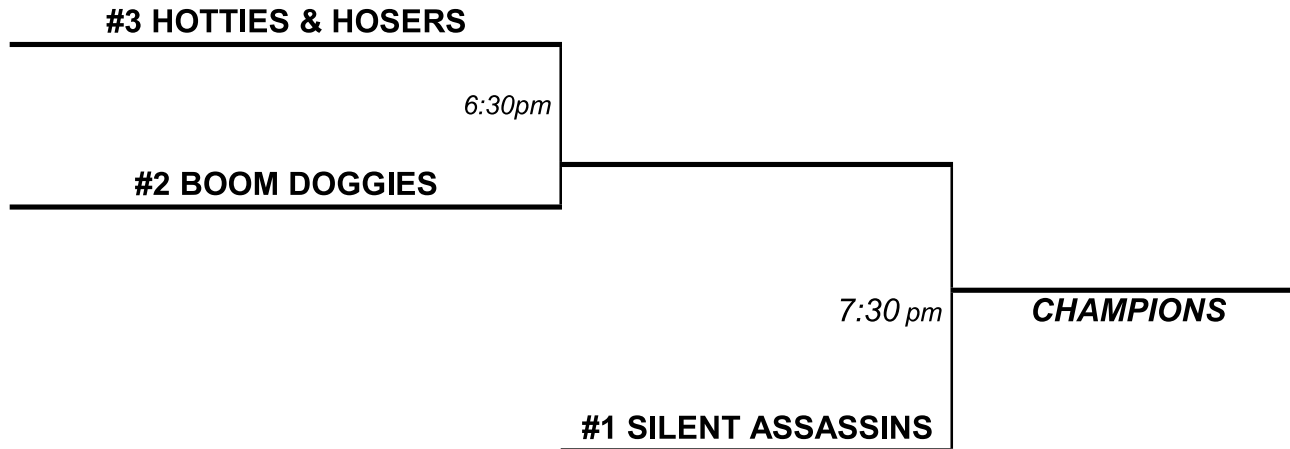 #3 HOTTIES & HOSERS
6:30pm
#2 BOOM DOGGIES
7:30 pm
CHAMPIONS
#1 SILENT ASSASSINS